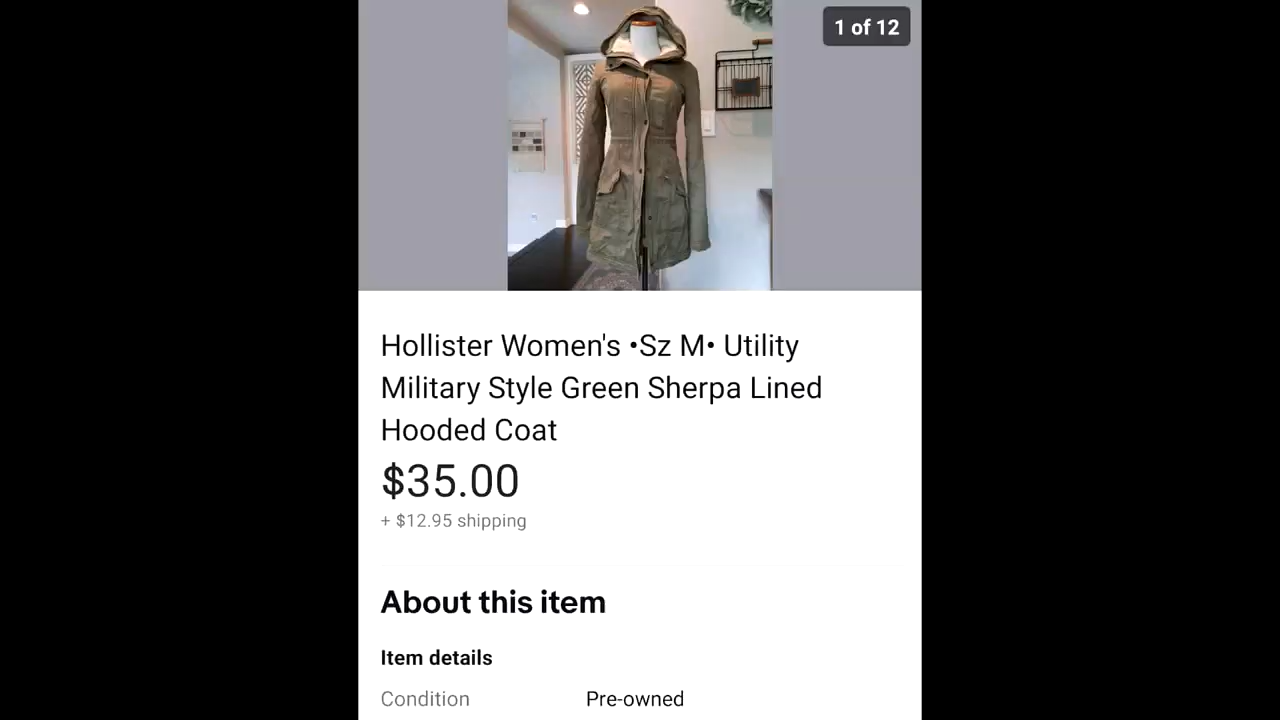 1 of 12
Hollister Women's •Sz M• Utility
Military Style Green Sherpa Lined
Hooded Coat
$35.00
+ $12.95 shipping
About this item
Item details
Condition Pre-owned